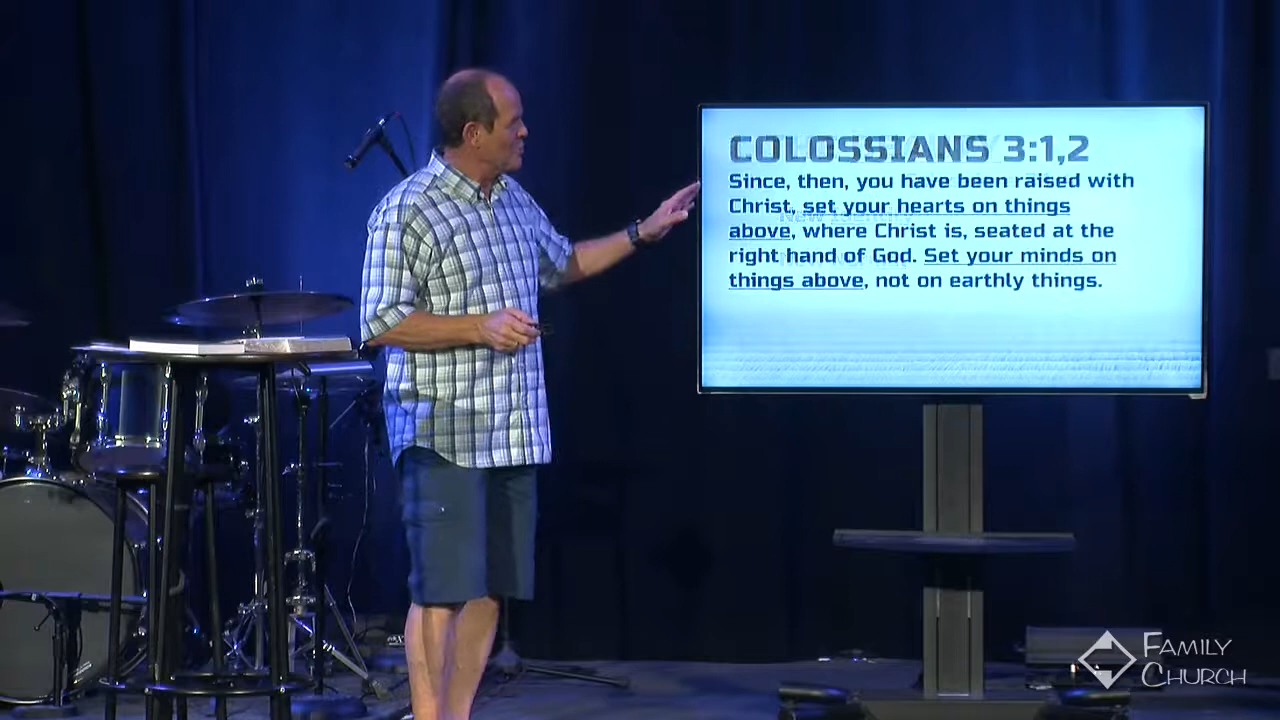 COLOSSIANS 3:1,2
Since, then, you have been raised with
Christ, set your hearts on things
above, where Christ is, seated at the
right hand of God. Set your minds on
things above, not on earthly things.
FAMILY
CHURCH